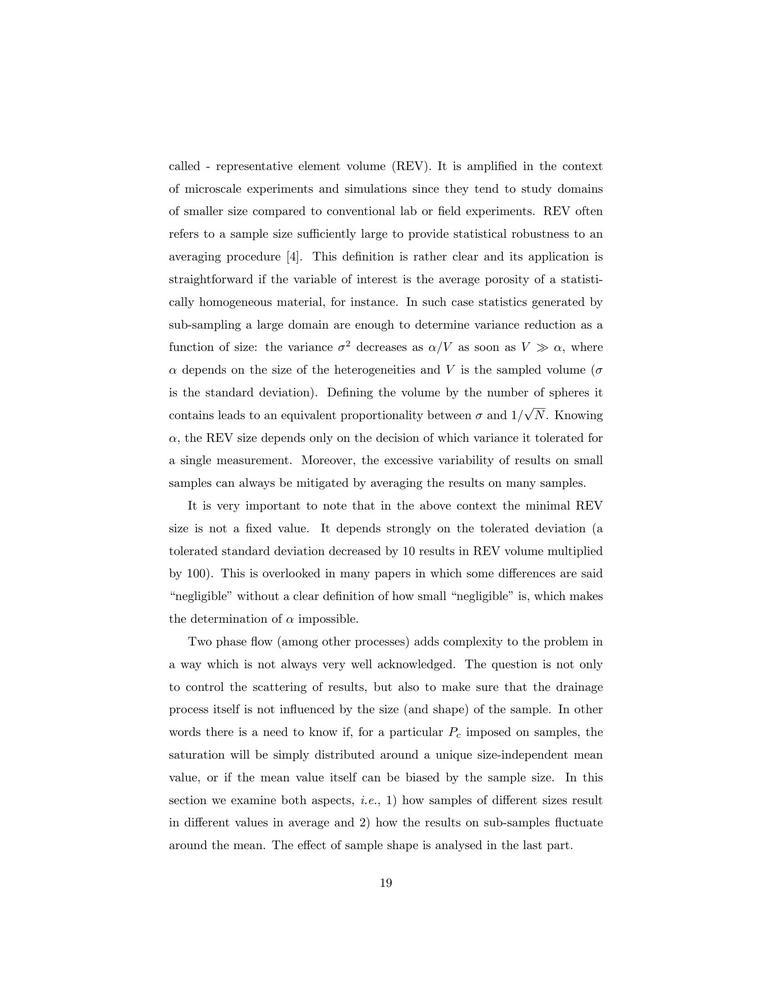 called - representative element volume (REV). It is amplified in the context
of microscale experiments and simulations since they tend to study domains
of smaller size compared to conventional lab or field experiments. REV often
refers to a sample size sufficiently large to provide statistical robustness to an
averaging procedure [4]. This definition is rather clear and its application is
straightforward if the variable of interest is the average porosity of a statisti-
cally homogeneous material, for instance. In such case statistics generated by
sub-sampling a large domain are enough to determine variance reduction as a
function of size: the variance σ² decreases as α/V as soon as V ≫ α, where
α depends on the size of the heterogeneities and V is the sampled volume (σ
is the standard deviation). Defining the volume by the number of spheres it
contains leads to an equivalent proportionality between σ and 1/√N. Knowing
α, the REV size depends only on the decision of which variance it tolerated for
a single measurement. Moreover, the excessive variability of results on small
samples can always be mitigated by averaging the results on many samples.
It is very important to note that in the above context the minimal REV
size is not a fixed value. It depends strongly on the tolerated deviation (a
tolerated standard deviation decreased by 10 results in REV volume multiplied
by 100). This is overlooked in many papers in which some differences are said
“negligible” without a clear definition of how small “negligible” is, which makes
the determination of α impossible.
Two phase flow (among other processes) adds complexity to the problem in
a way which is not always very well acknowledged. The question is not only
to control the scattering of results, but also to make sure that the drainage
process itself is not influenced by the size (and shape) of the sample. In other
words there is a need to know if, for a particular P_c imposed on samples, the
saturation will be simply distributed around a unique size-independent mean
value, or if the mean value itself can be biased by the sample size. In this
section we examine both aspects, i.e., 1) how samples of different sizes result
in different values in average and 2) how the results on sub-samples fluctuate
around the mean. The effect of sample shape is analysed in the last part.
19